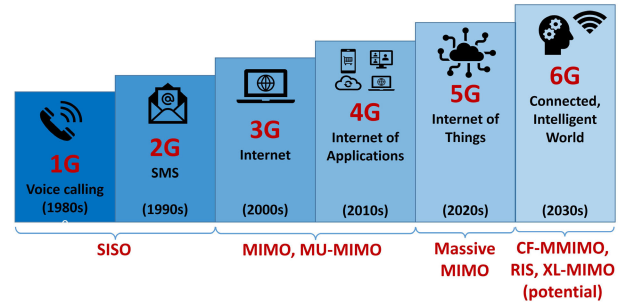 1G
Voice calling
(1980s)
2G
SMS
(1990s)
3G
Internet
(2000s)
4G
Internet of
Applications
(2010s)
5G
Internet of
Things
(2020s)
6G
Connected,
Intelligent
World
(2030s)
SISO
MIMO, MU-MIMO
Massive
MIMO
CF-MMIMO,
RIS, XL-MIMO
(potential)